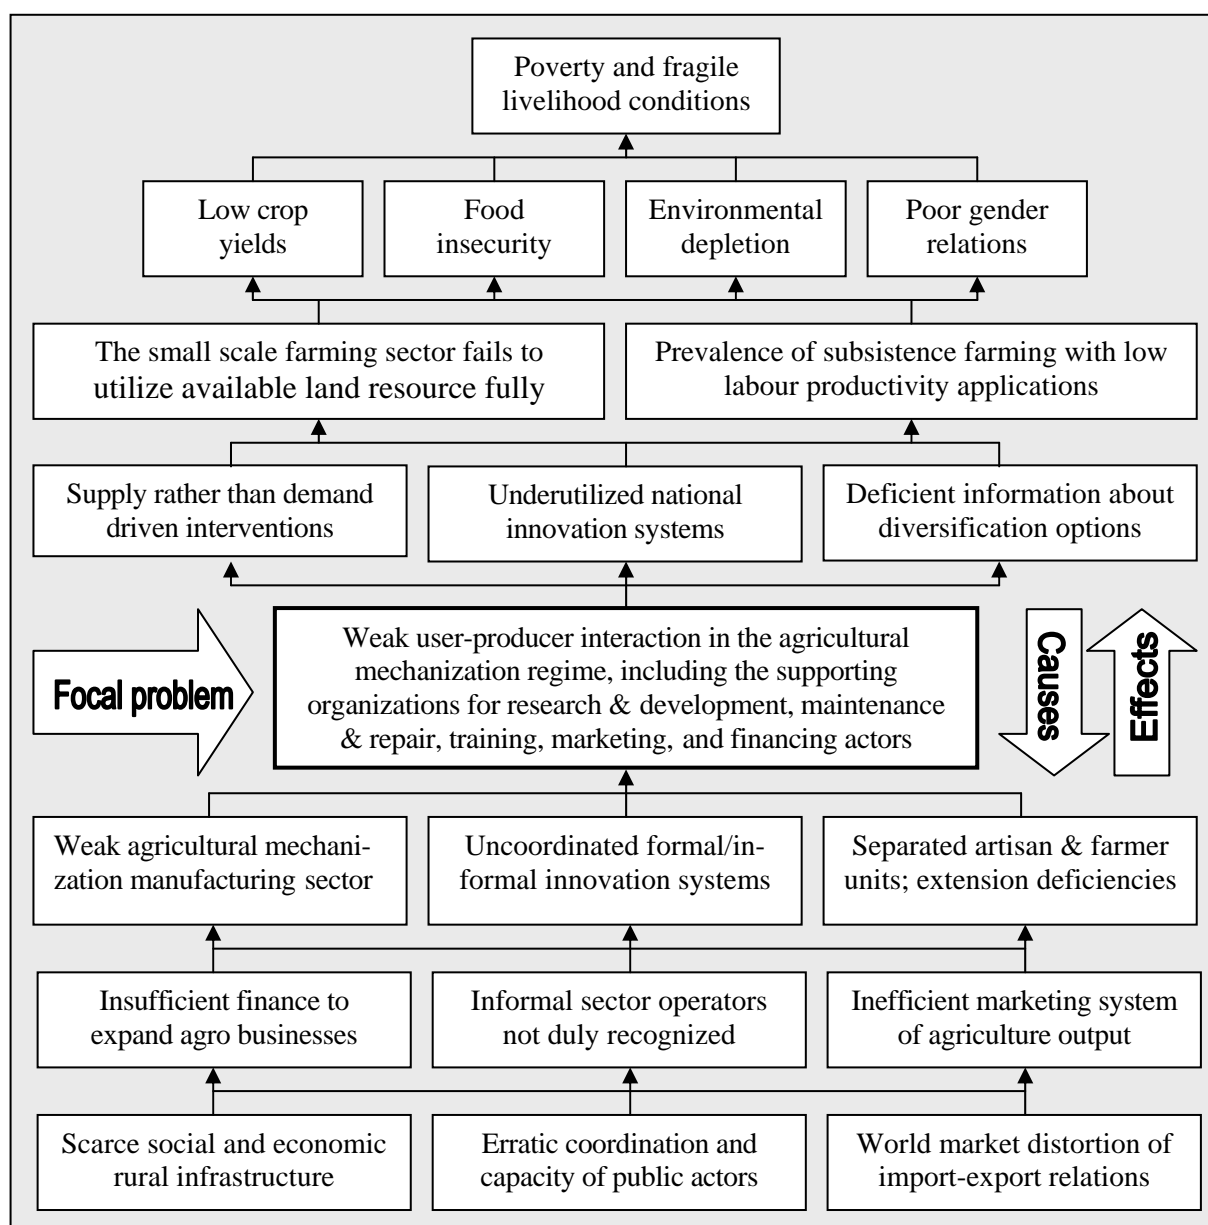 Poverty and fragile
livelihood conditions
Low crop
yields
Food
insecurity
Environmental
depletion
Poor gender
relations
The small scale farming sector fails to
utilize available land resource fully
Prevalence of subsistence farming with low
labour productivity applications
Supply rather than demand
driven interventions
Underutilized national
innovation systems
Deficient information about
diversification options
Focal problem
Weak user-producer interaction in the agricultural
mechanization regime, including the supporting
organizations for research & development, maintenance
& repair, training, marketing, and financing actors
Causes
Effects
Weak agricultural mechani-
zation manufacturing sector
Uncoordinated formal/in-
formal innovation systems
Separated artisan & farmer
units; extension deficiencies
Insufficient finance to
expand agro businesses
Informal sector operators
not duly recognized
Inefficient marketing system
of agriculture output
Scarce social and economic
rural infrastructure
Erratic coordination and
capacity of public actors
World market distortion of
import-export relations